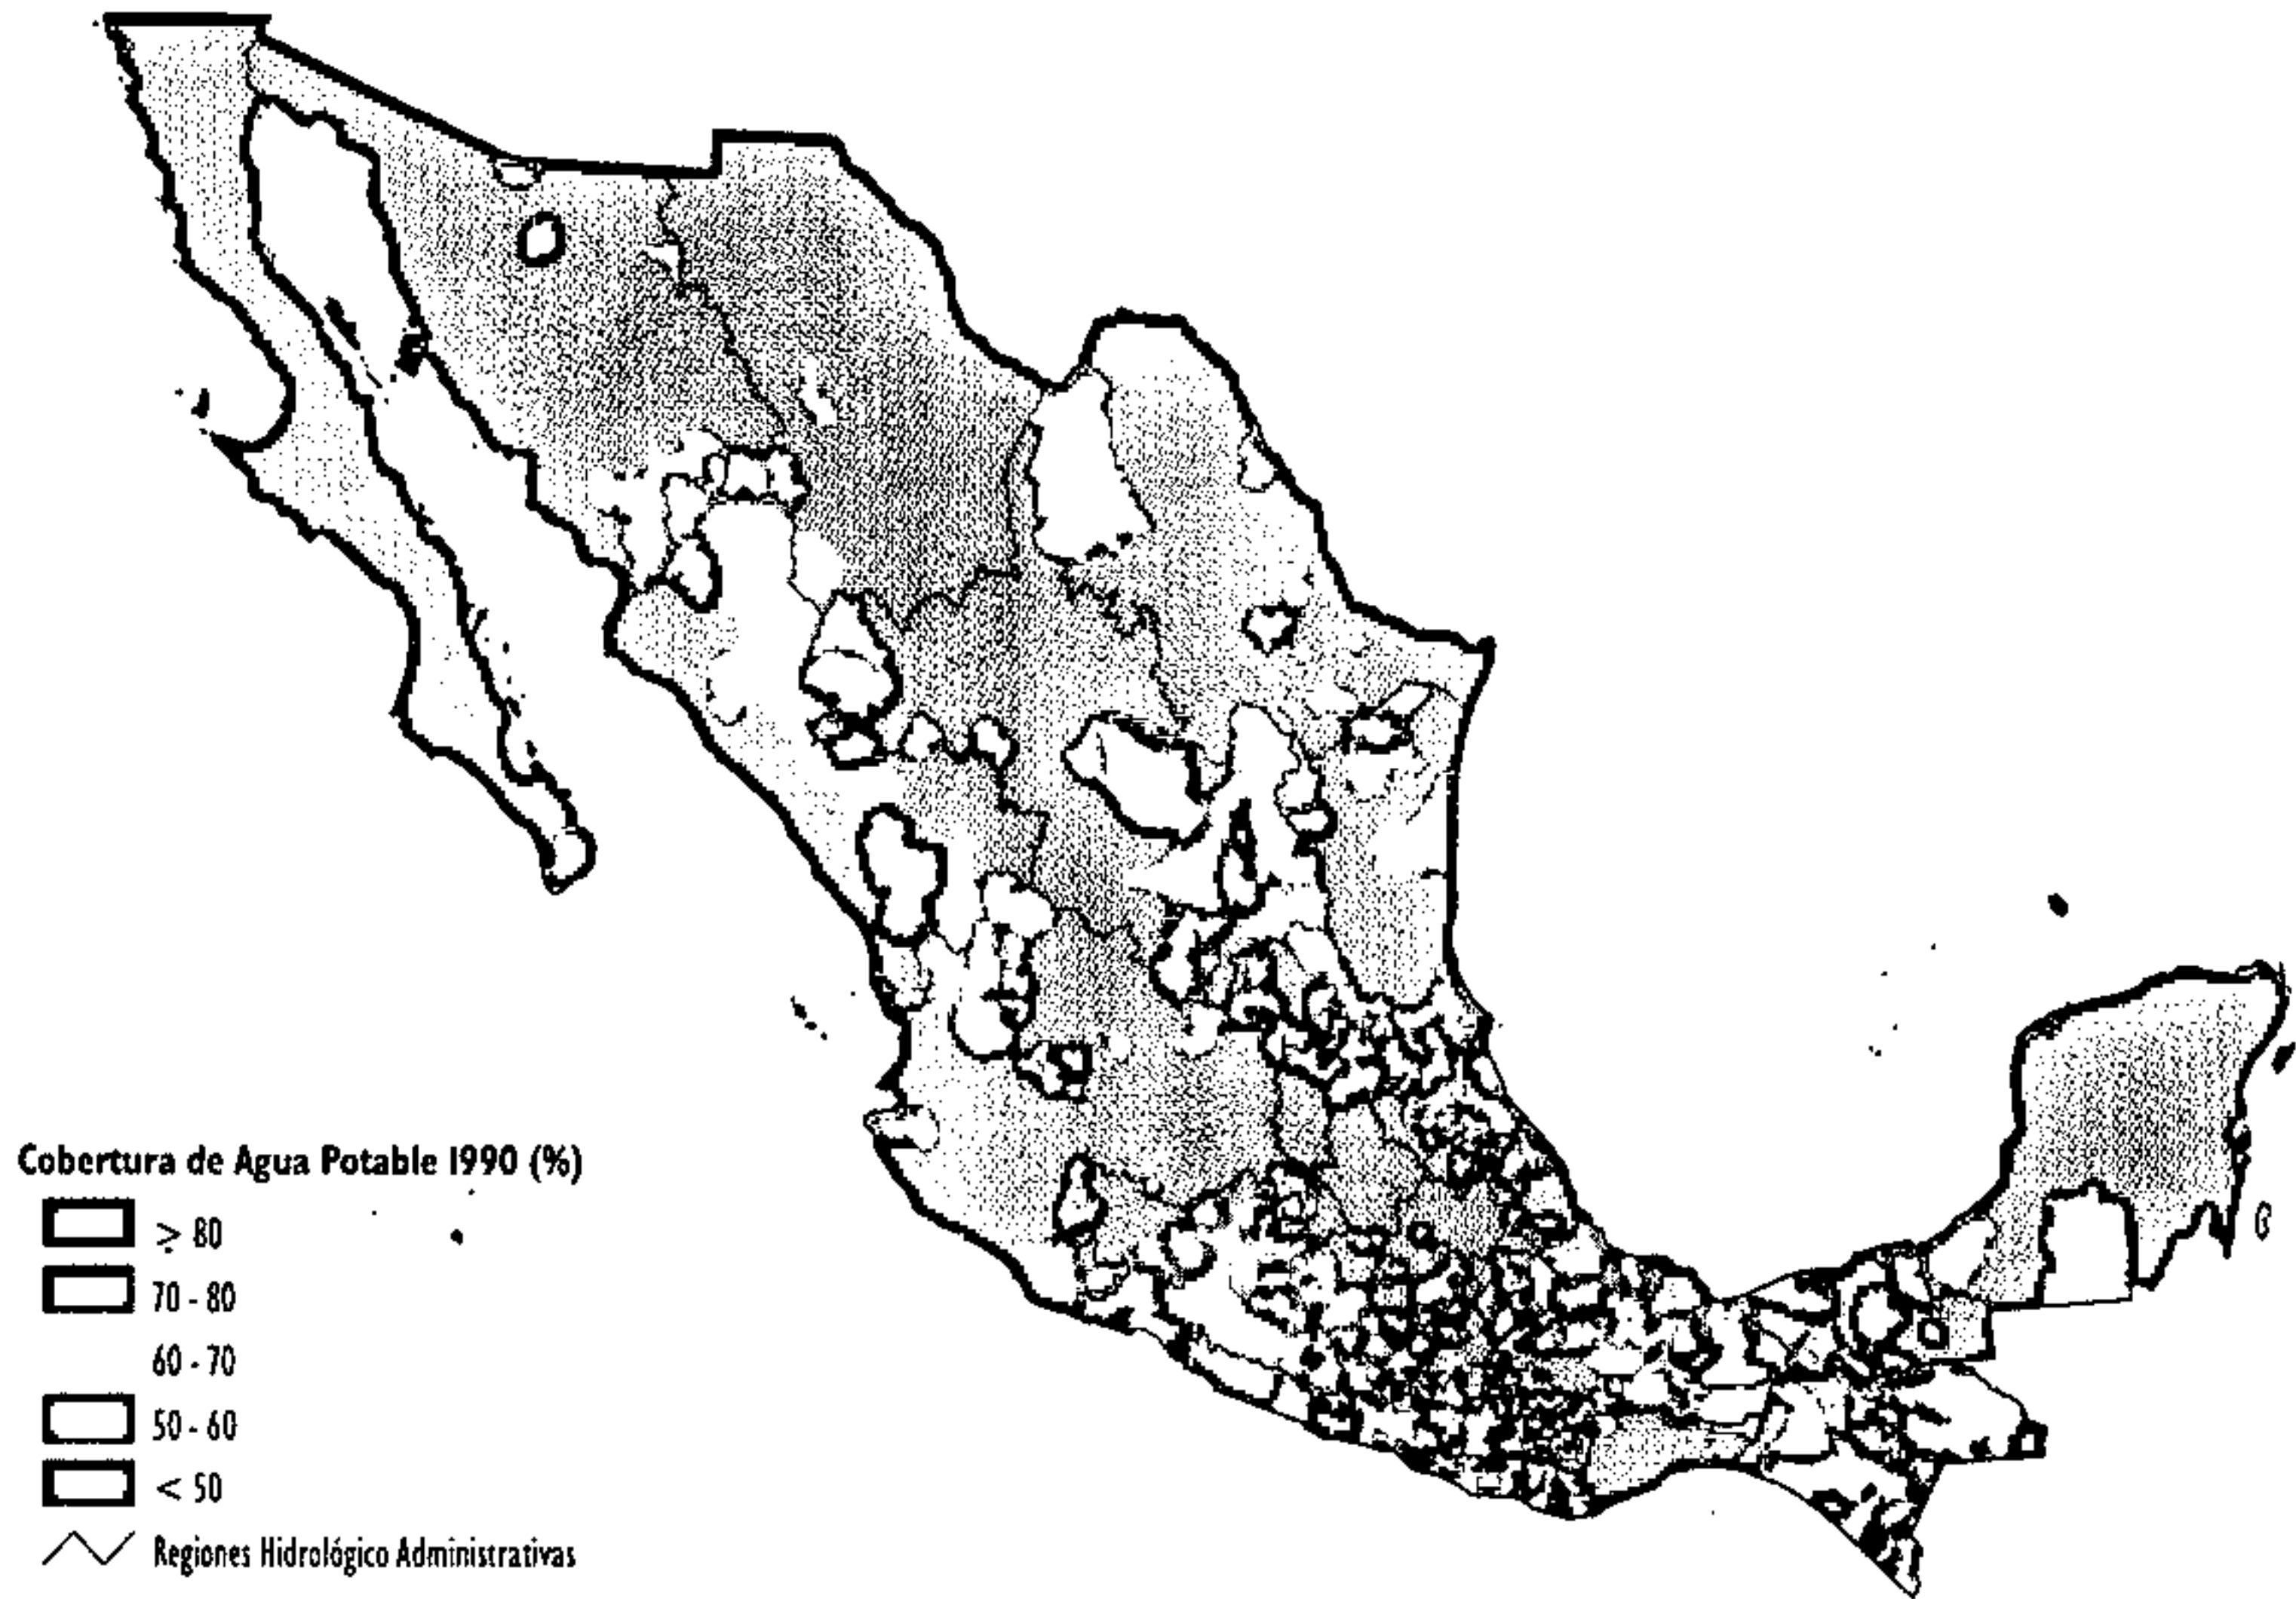 Cobertura de Agua Potable 1990 (%)
> 80
70 - 80
60 - 70
50 - 60
< 50
Regiones Hidrológico Administrativas